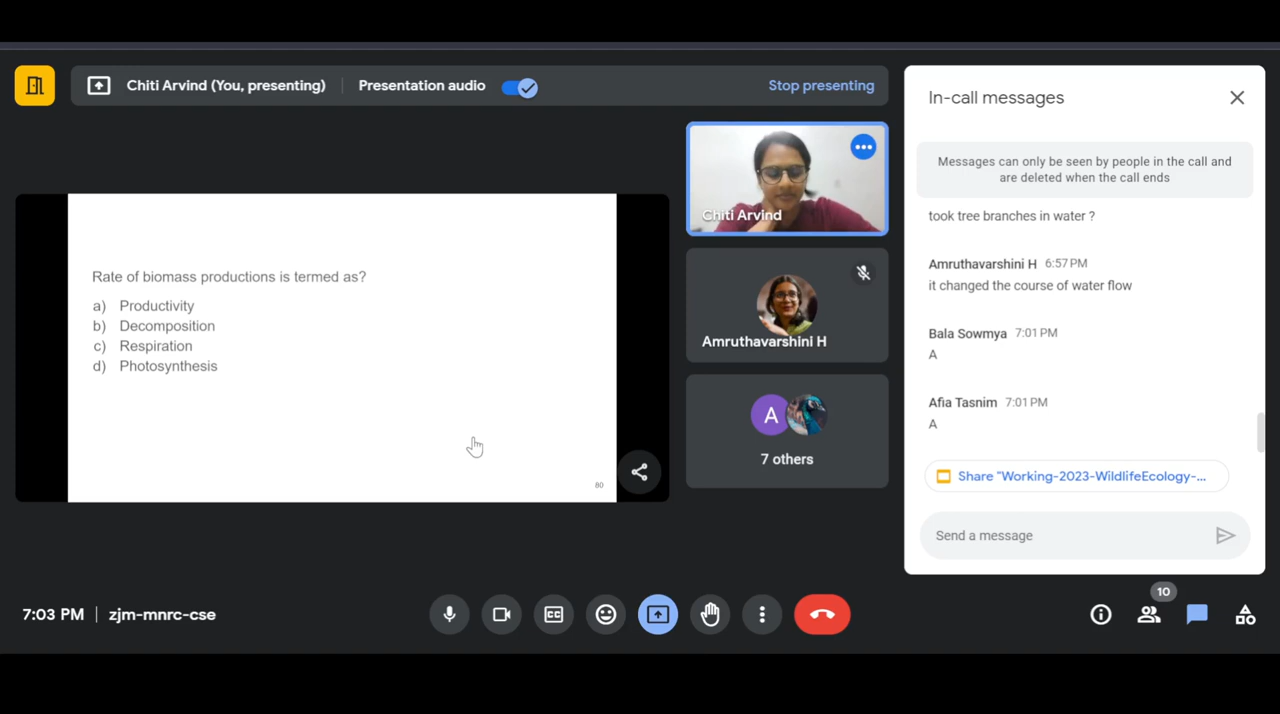 Chiti Arvind (You, presenting)
Presentation audio
Stop presenting
Rate of biomass productions is termed as?
a) Productivity
b) Decomposition
c) Respiration
d) Photosynthesis
80
Chiti Arvind
Amruthavarshini H
A
7 others
In-call messages
Messages can only be seen by people in the call and
are deleted when the call ends
took tree branches in water ?
Amruthavarshini H 6:57 PM
it changed the course of water flow
Bala Sowmya 7:01 PM
A
Afia Tasnim 7:01 PM
A
Share "Working-2023-WildlifeEcology-...
Send a message
7:03 PM | zjm-mnrc-cse
CC
10